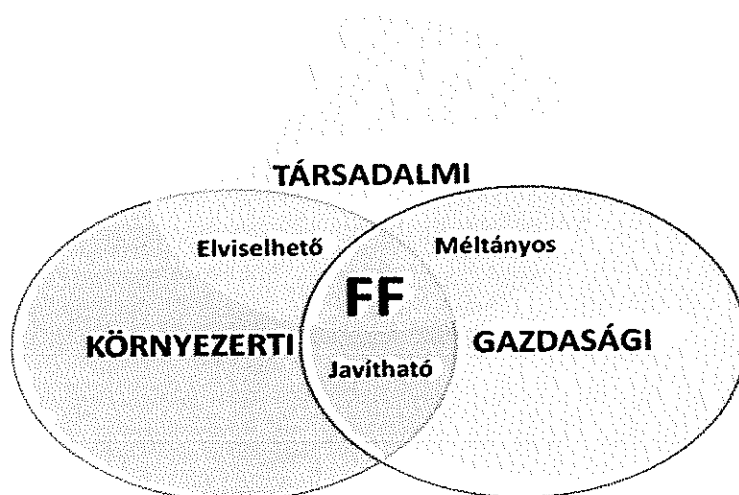 TÁRSADALMI
Elviselhető Méltányos
FF
KÖRNYEZERTI GAZDASÁGI
Javítható